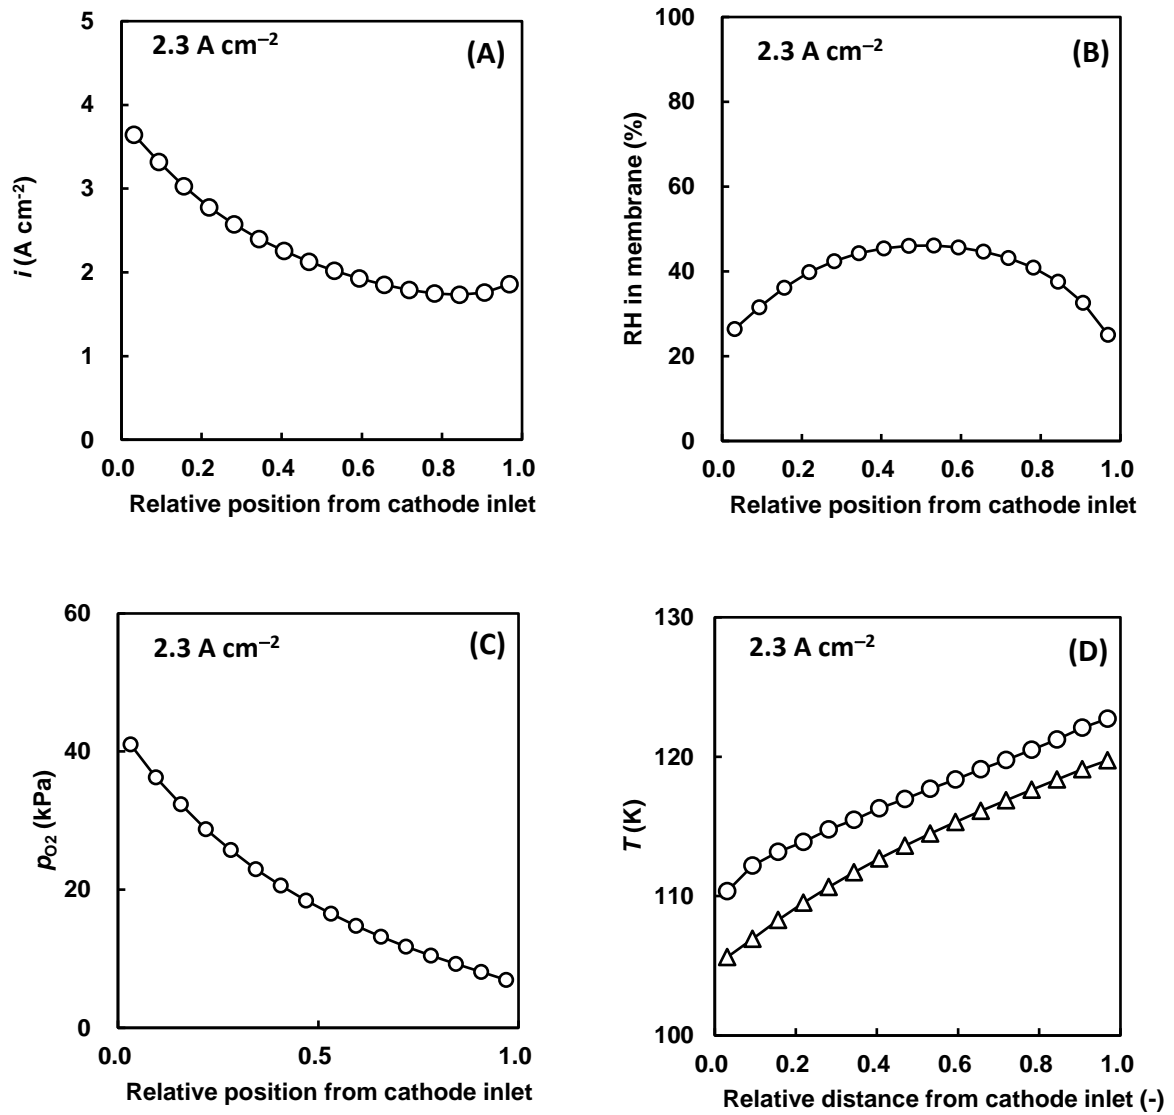 2.3 A cm⁻²
(A)
5
4
3
2
1
0
i (A cm⁻²)
0.0 0.2 0.4 0.6 0.8 1.0
Relative position from cathode inlet
2.3 A cm⁻²
(B)
100
80
60
40
20
0
RH in membrane (%)
0.0 0.2 0.4 0.6 0.8 1.0
Relative position from cathode inlet
2.3 A cm⁻²
(C)
60
40
20
0
pO2 (kPa)
0.0 0.5 1.0
Relative position from cathode inlet
2.3 A cm⁻²
(D)
130
120
110
100
T (K)
0.0 0.2 0.4 0.6 0.8 1.0
Relative distance from cathode inlet (-)